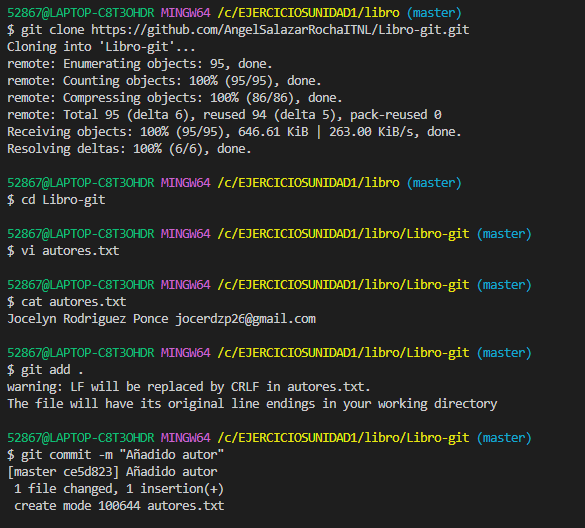 52867@LAPTOP-C8T3OHDR MINGW64 /c/EJERCICIOSUNIDAD1/libro (master)
$ git clone https://github.com/AngelSalazarRochaITNL/Libro-git.git
Cloning into 'Libro-git'...
remote: Enumerating objects: 95, done.
remote: Counting objects: 100% (95/95), done.
remote: Compressing objects: 100% (86/86), done.
remote: Total 95 (delta 6), reused 94 (delta 5), pack-reused 0
Receiving objects: 100% (95/95), 646.61 KiB | 263.00 KiB/s, done.
Resolving deltas: 100% (6/6), done.
52867@LAPTOP-C8T3OHDR MINGW64 /c/EJERCICIOSUNIDAD1/libro (master)
$ cd Libro-git
52867@LAPTOP-C8T3OHDR MINGW64 /c/EJERCICIOSUNIDAD1/libro/Libro-git (master)
$ vi autores.txt
52867@LAPTOP-C8T3OHDR MINGW64 /c/EJERCICIOSUNIDAD1/libro/Libro-git (master)
$ cat autores.txt
Jocelyn Rodriguez Ponce jocerdzp26@gmail.com
52867@LAPTOP-C8T3OHDR MINGW64 /c/EJERCICIOSUNIDAD1/libro/Libro-git (master)
$ git add .
warning: LF will be replaced by CRLF in autores.txt.
The file will have its original line endings in your working directory
52867@LAPTOP-C8T3OHDR MINGW64 /c/EJERCICIOSUNIDAD1/libro/Libro-git (master)
$ git commit -m "Añadido autor"
[master ce5d823] Añadido autor
 1 file changed, 1 insertion(+)
 create mode 100644 autores.txt